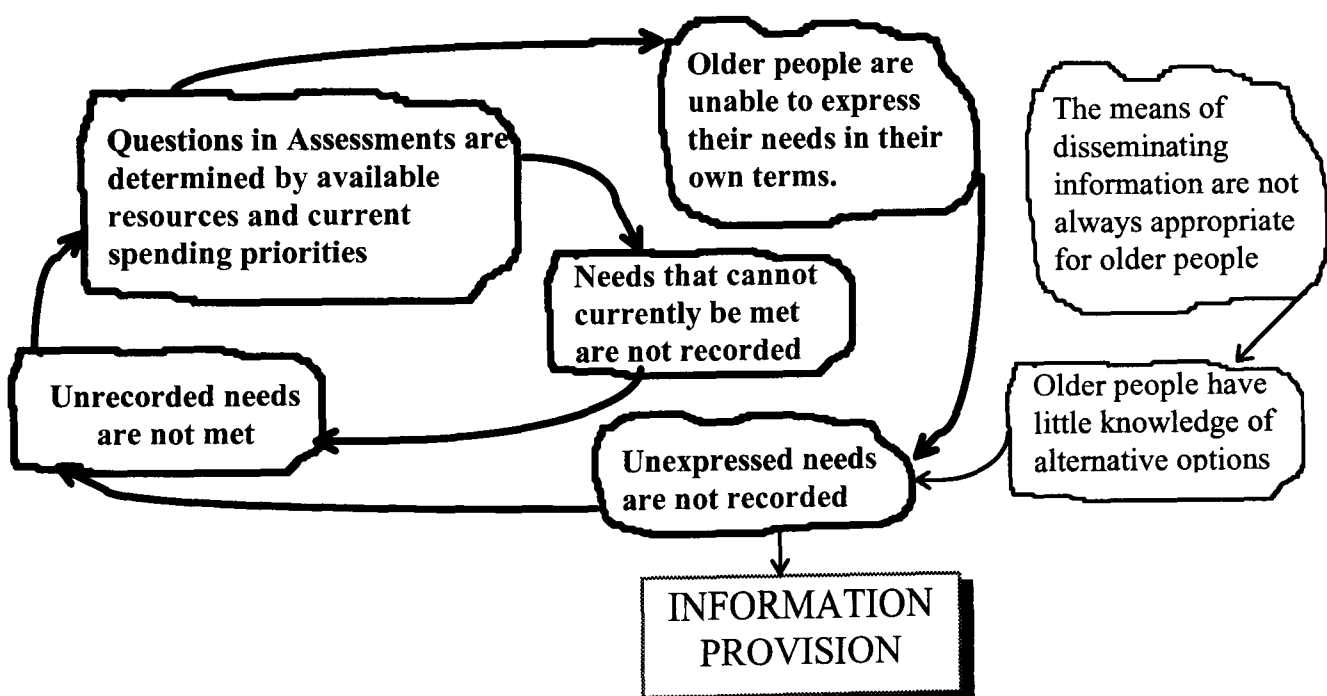 Questions in Assessments are
determined by available
resources and current
spending priorities
Older people are
unable to express
their needs in their
own terms.
The means of
disseminating
information are not
always appropriate
for older people
Needs that cannot
currently be met
are not recorded
Unrecorded needs
are not met
Older people have
little knowledge of
alternative options
Unexpressed needs
are not recorded
INFORMATION
PROVISION